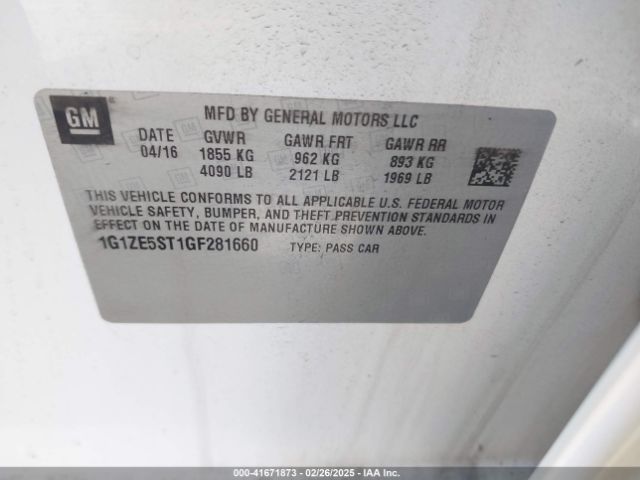 GM
MFD BY GENERAL MOTORS LLC
DATE GVWR GAWR FRT GAWR RR
04/16 1855 KG 962 KG 893 KG
4090 LB 2121 LB 1969 LB
THIS VEHICLE CONFORMS TO ALL APPLICABLE U.S. FEDERAL MOTOR
VEHICLE SAFETY, BUMPER, AND THEFT PREVENTION STANDARDS IN
EFFECT ON THE DATE OF MANUFACTURE SHOWN ABOVE.
1G1ZE5ST1GF281660 TYPE: PASS CAR
000-41671873 - 02/26/2025 - IAA Inc.